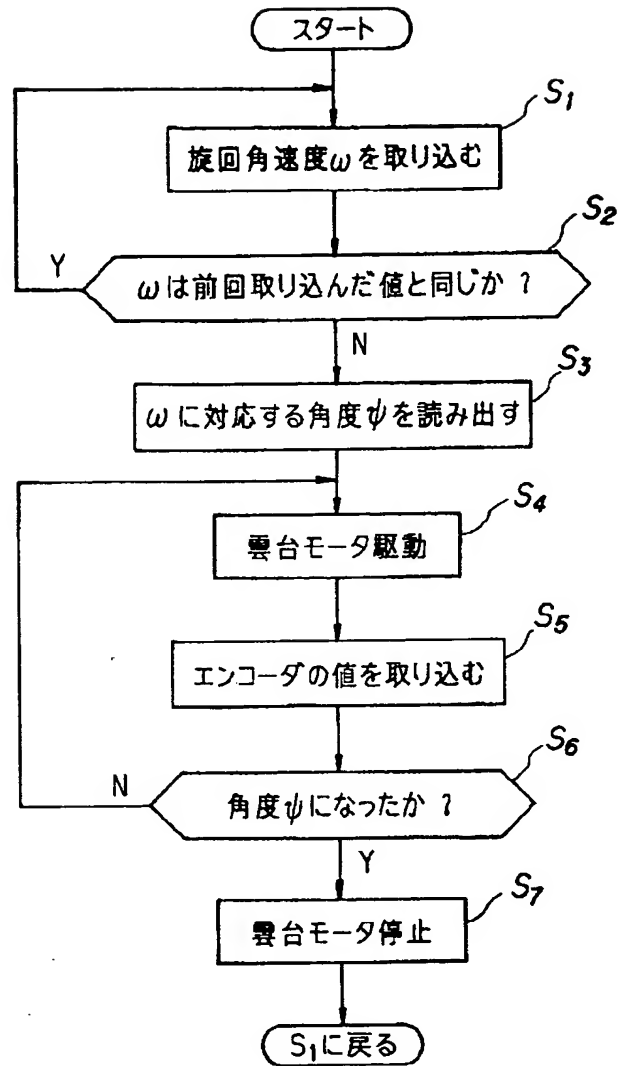 スタート
S1
旋回角速度ωを取り込む
S2
Y
ωは前回取り込んだ値と同じか？
N
S3
ωに対応する角度ψを読み出す
S4
雲台モータ駆動
S5
エンコーダの値を取り込む
S6
N
角度ψになったか？
Y
S7
雲台モータ停止
S1に戻る